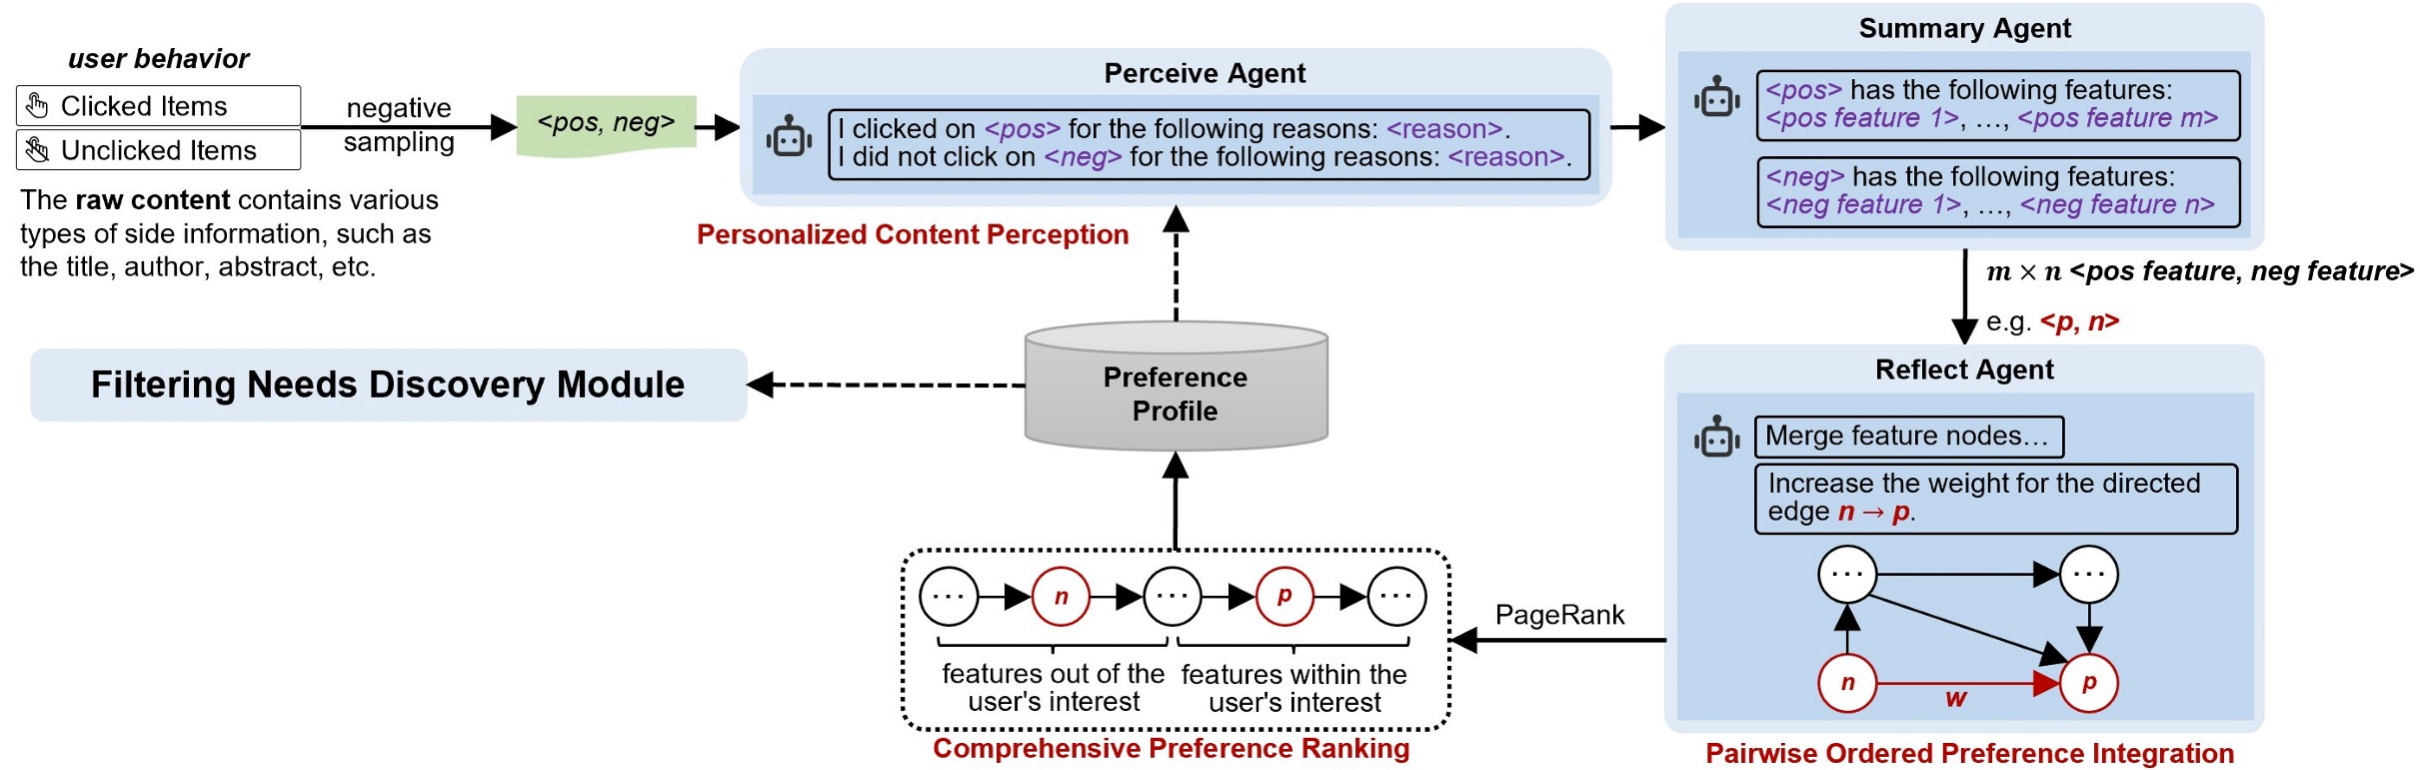 user behavior
Clicked Items
Unclicked Items
The raw content contains various
types of side information, such as
the title, author, abstract, etc.
negative
sampling
<pos, neg>
Perceive Agent
I clicked on <pos> for the following reasons: <reason>.
I did not click on <neg> for the following reasons: <reason>.
Personalized Content Perception
Summary Agent
<pos> has the following features:
<pos feature 1>, …, <pos feature m>
<neg> has the following features:
<neg feature 1>, …, <neg feature n>
m × n <pos feature, neg feature>
e.g. <p, n>
Reflect Agent
Merge feature nodes…
Increase the weight for the directed
edge n → p.
… …
n w p
Pairwise Ordered Preference Integration
PageRank
… n … p …
features out of the
user's interest
features within the
user's interest
Comprehensive Preference Ranking
Preference
Profile
Filtering Needs Discovery Module